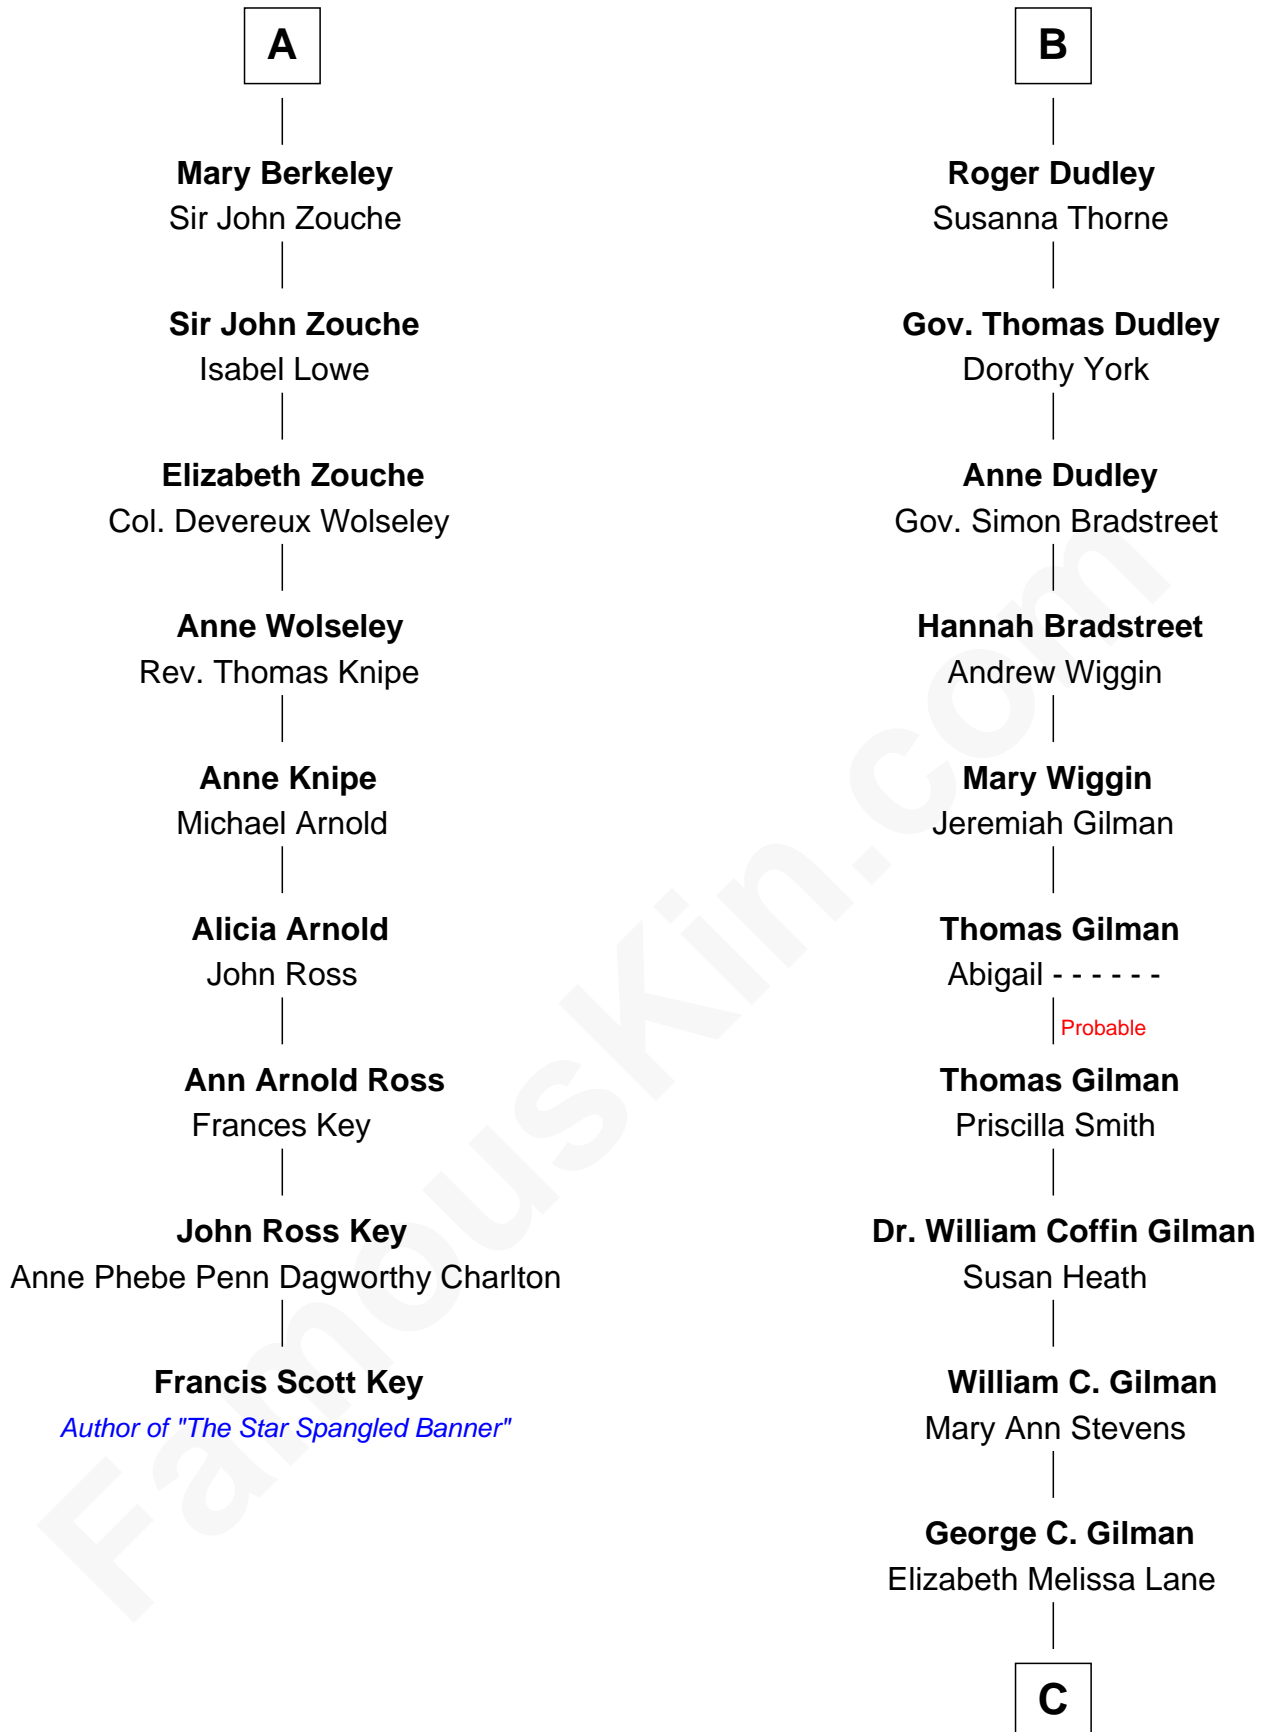 A
Mary Berkeley
Sir John Zouche
Sir John Zouche
Isabel Lowe
Elizabeth Zouche
Col. Devereux Wolseley
Anne Wolseley
Rev. Thomas Knipe
Anne Knipe
Michael Arnold
Alicia Arnold
John Ross
Ann Arnold Ross
Frances Key
John Ross Key
Anne Phebe Penn Dagworthy Charlton
Francis Scott Key
Author of "The Star Spangled Banner"
B
Roger Dudley
Susanna Thorne
Gov. Thomas Dudley
Dorothy York
Anne Dudley
Gov. Simon Bradstreet
Hannah Bradstreet
Andrew Wiggin
Mary Wiggin
Jeremiah Gilman
Thomas Gilman
Abigail - - - - - -
Probable
Thomas Gilman
Priscilla Smith
Dr. William Coffin Gilman
Susan Heath
William C. Gilman
Mary Ann Stevens
George C. Gilman
Elizabeth Melissa Lane
C
FamousKin.com